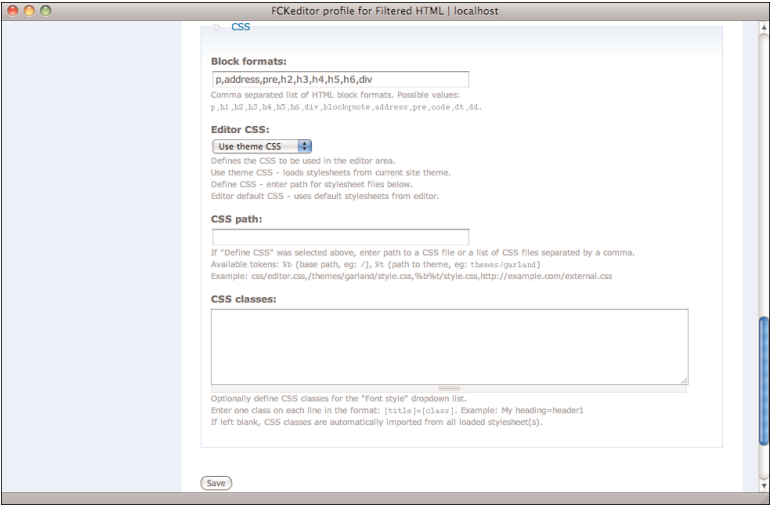 FCKeditor profile for Filtered HTML | localhost
CSS
Block formats:
p,address,pre,h2,h3,h4,h5,h6,div
Comma separated list of HTML block formats. Possible values:
p,h1,h2,h3,h4,h5,h6,div,blockquote,address,pre,code,dt,dd.
Editor CSS:
Use theme CSS
Defines the CSS to be used in the editor area.
Use theme CSS - loads stylesheets from current site theme.
Define CSS - enter path for stylesheet files below.
Editor default CSS - uses default stylesheets from editor.
CSS path:
If "Define CSS" was selected above, enter path to a CSS file or a list of CSS files separated by a comma.
Available tokens: %b (base path, eg: /), %t (path to theme, eg: themes/garland)
Example: css/editor.css,/themes/garland/style.css,%b%t/style.css,http://example.com/external.css
CSS classes:
Optionally define CSS classes for the "Font style" dropdown list.
Enter one class on each line in the format: [title]=[class]. Example: My heading=header1
If left blank, CSS classes are automatically imported from all loaded stylesheet(s).
Save